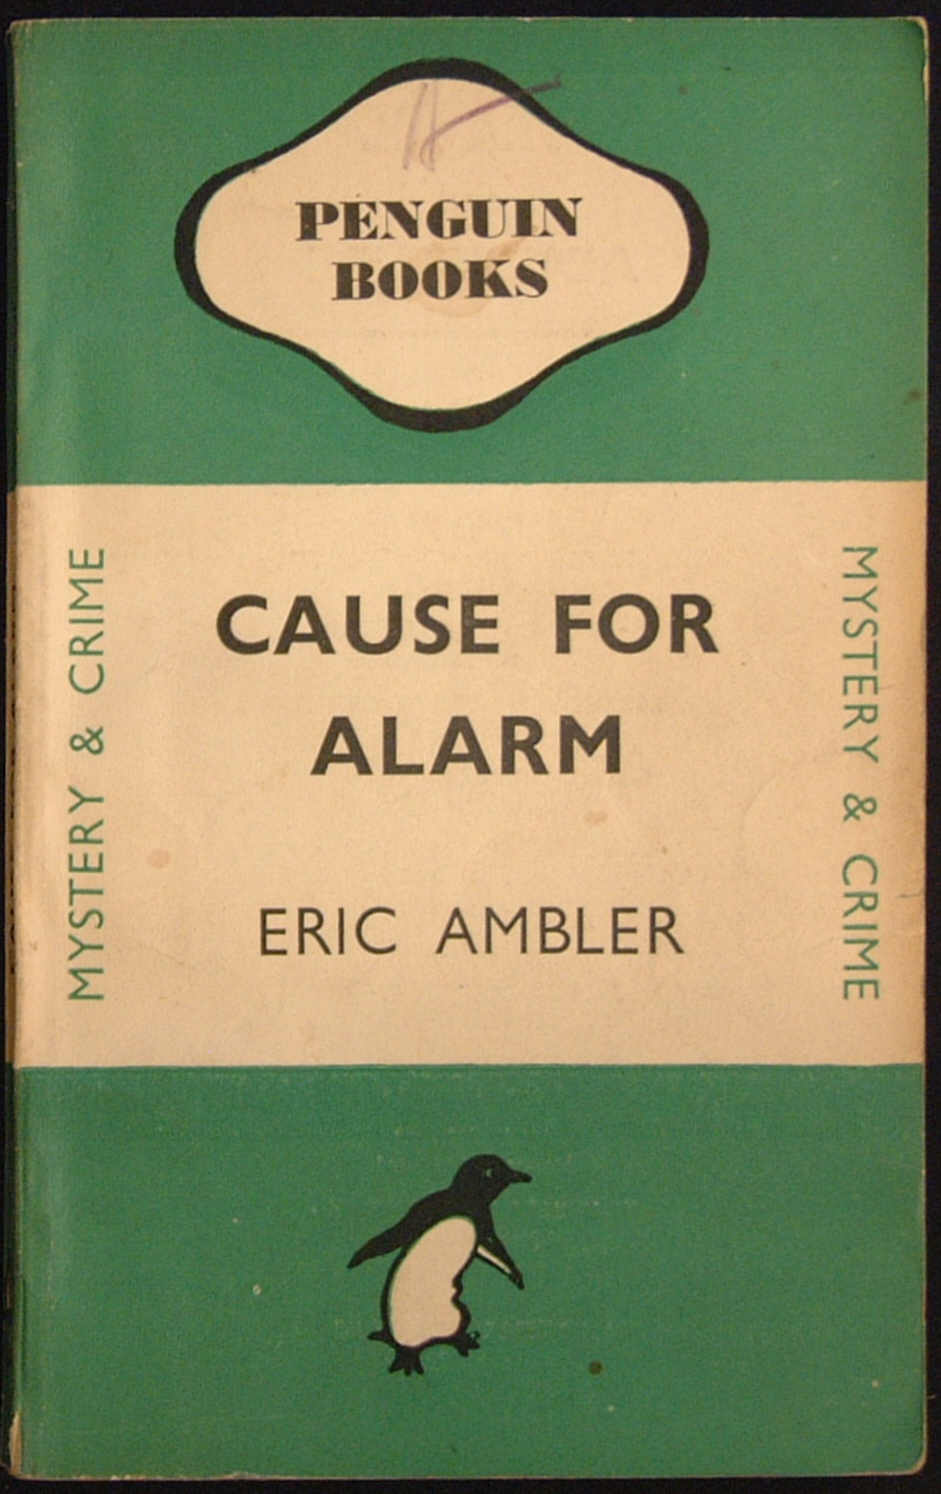 PENGUIN
BOOKS
MYSTERY & CRIME
CAUSE FOR
ALARM
ERIC AMBLER
MYSTERY & CRIME